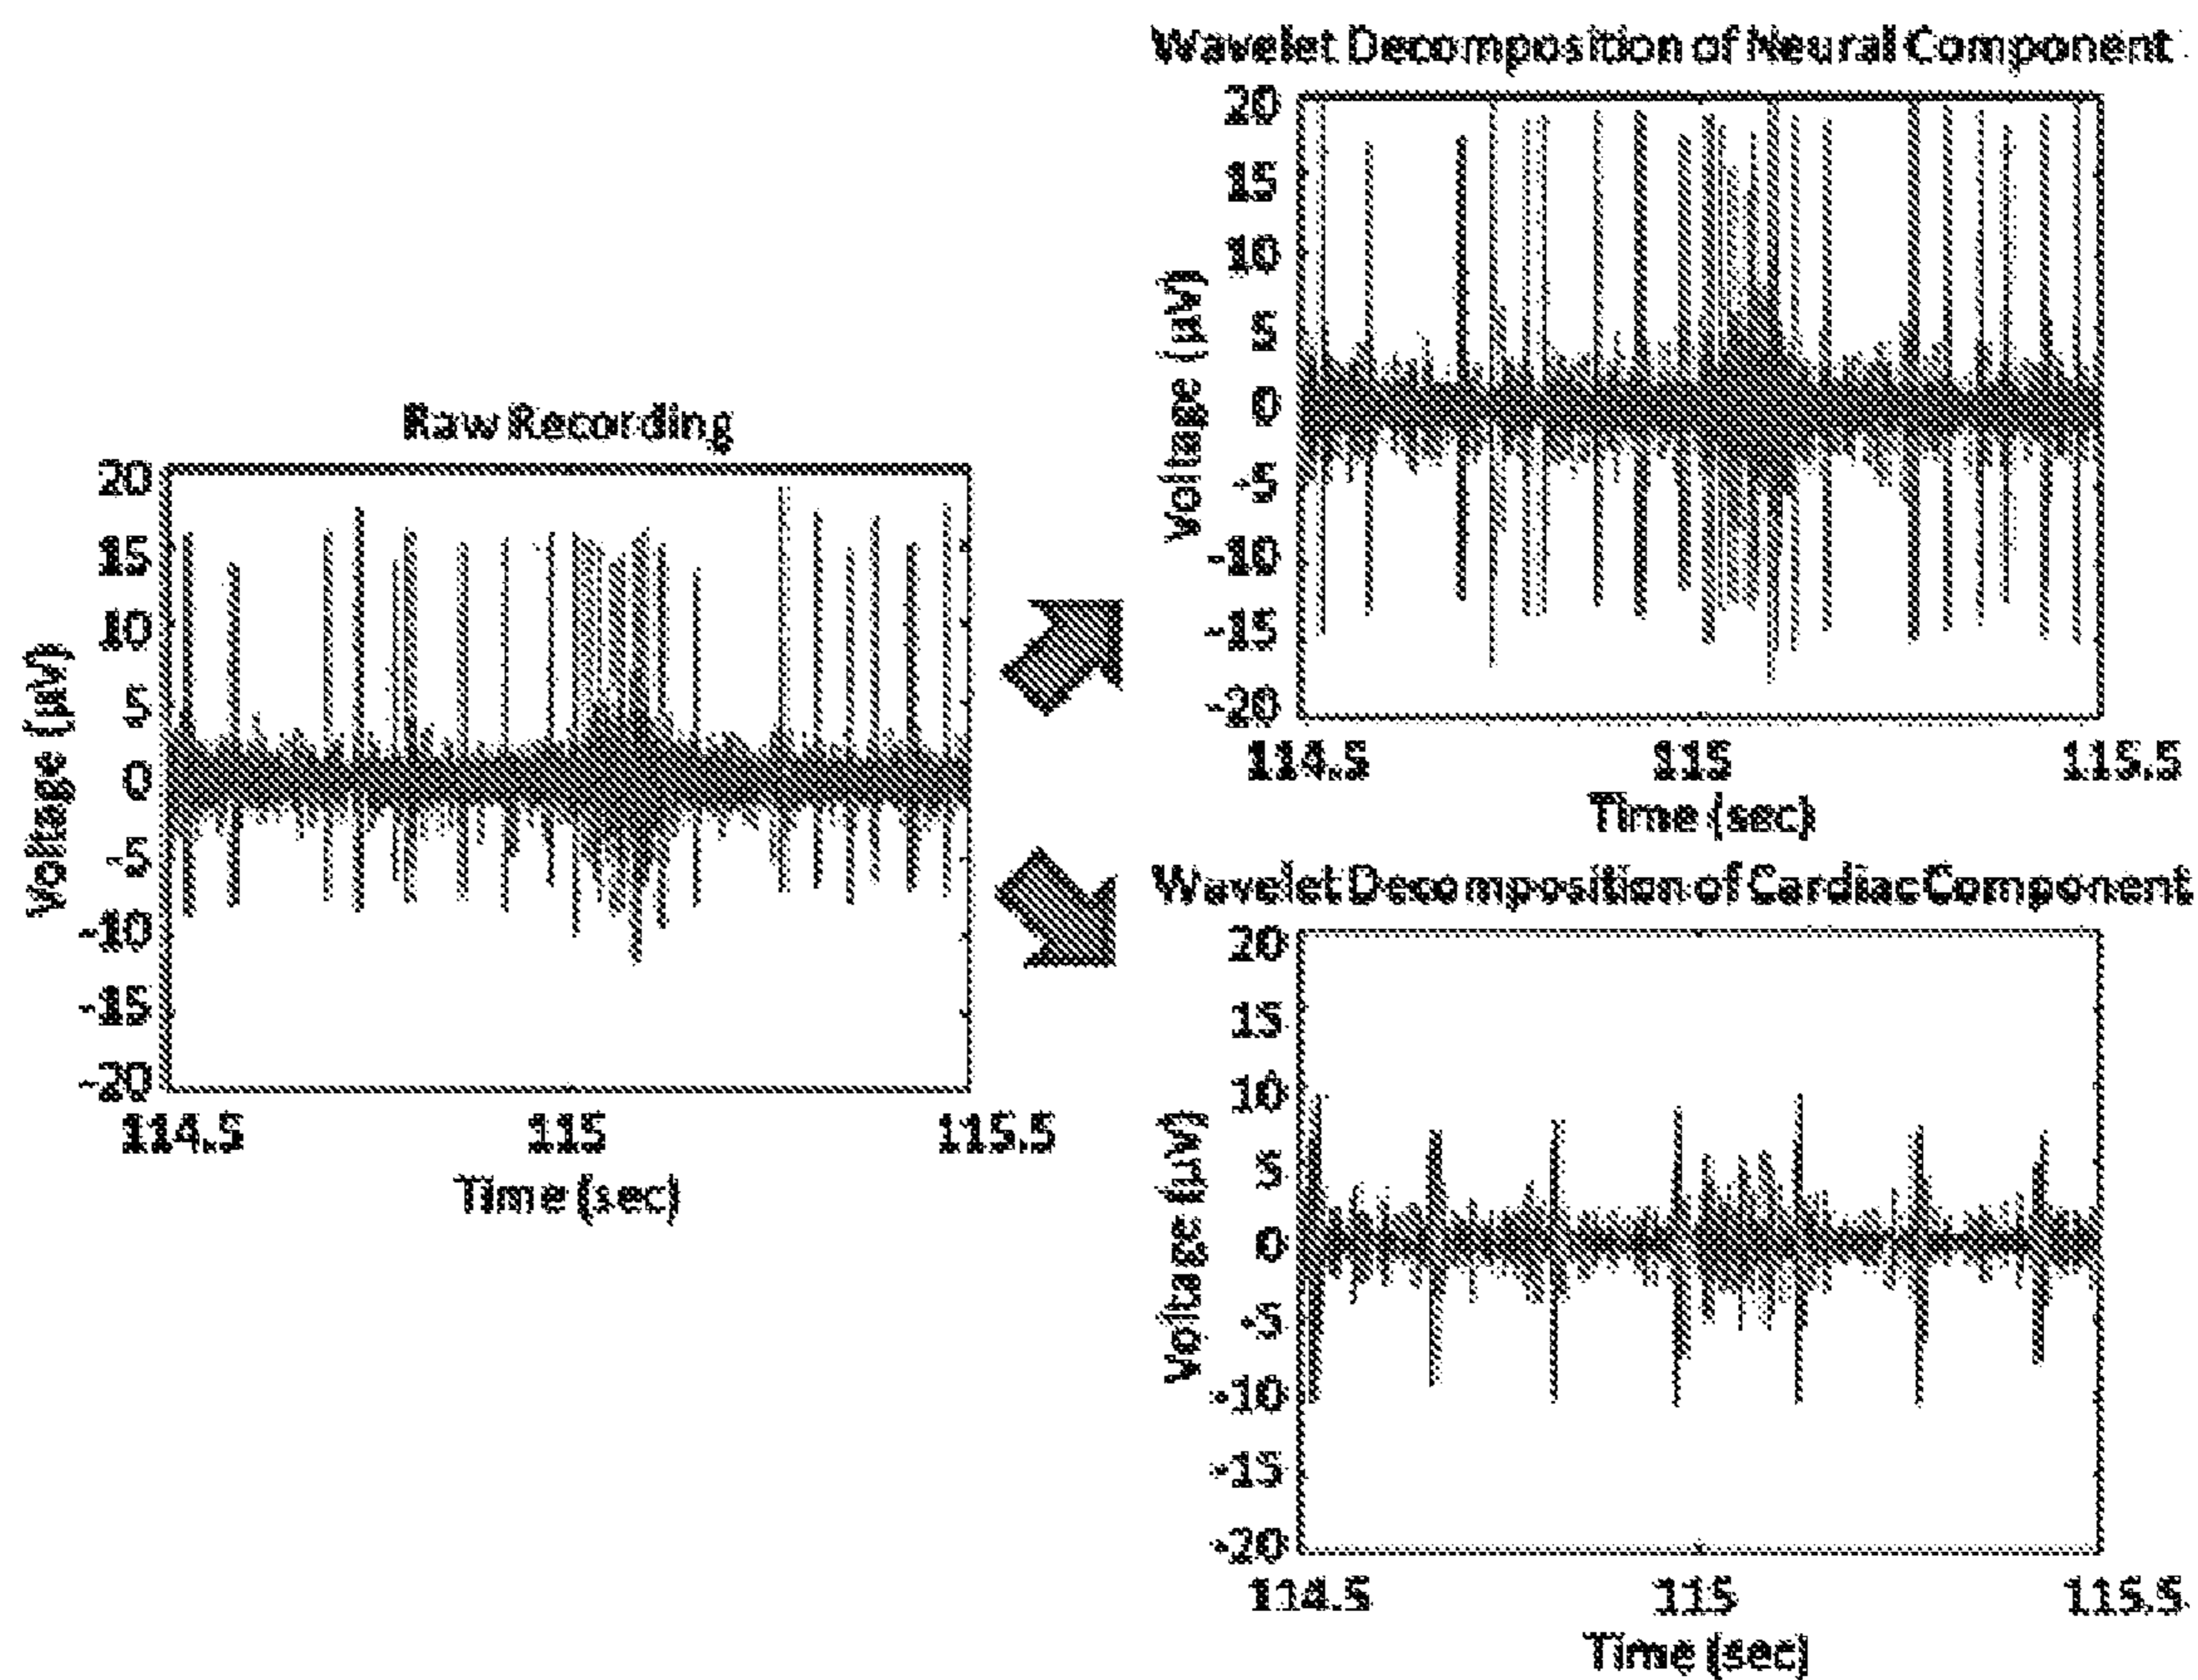 Raw Recording
Voltage (µV)
20
15
10
5
0
-5
-10
-15
-20
114.5 115 115.5
Time (sec)
Wavelet Decomposition of Neural Component
Voltage (µV)
20
15
10
5
0
-5
-10
-15
-20
114.5 115 115.5
Time (sec)
Wavelet Decomposition of Cardiac Component
Voltage (µV)
20
15
10
5
0
-5
-10
-15
-20
114.5 115 115.5
Time (sec)